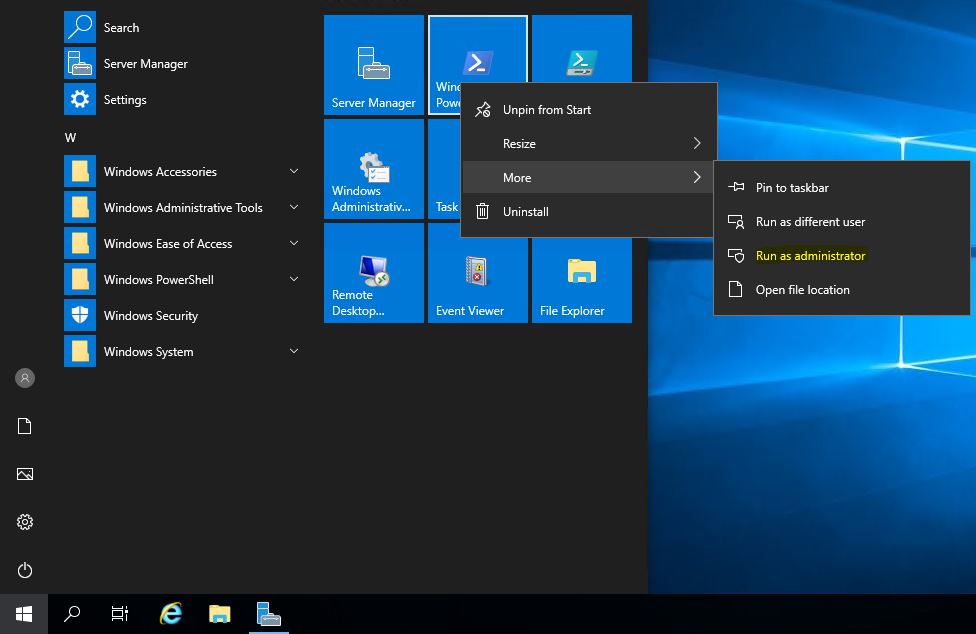 Search
Server Manager
Settings
W
Windows Accessories
Windows Administrative Tools
Windows Ease of Access
Windows PowerShell
Windows Security
Windows System
Server Manager
Wind
Powe
Windows
Administrativ...
Task
Remote
Desktop...
Event Viewer
File Explorer
Unpin from Start
Resize
More
Uninstall
Pin to taskbar
Run as different user
Run as administrator
Open file location